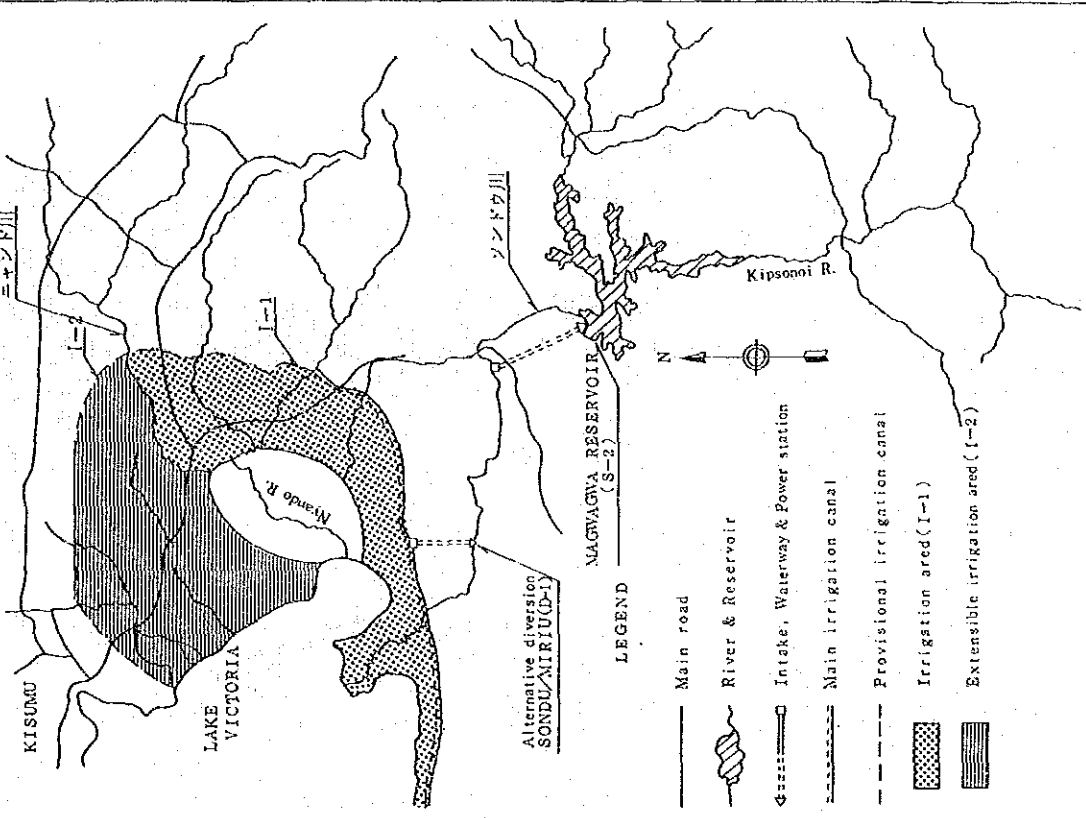 KISUMU
ニャンド川
I-2
I-1
Nyando R.
LAKE
VICTORIA
ソンドウ川
Alternative diversion
SONDU/MIRIU(D-1)
MAGWAGWA RESERVOIR
(S-2)
Kipsonoi R.
N
LEGEND
Main road
River & Reservoir
Intake, Waterway & Power station
Main irrigation canal
Provisional irrigation canal
Irrigation ared(I-1)
Extensible irrigation ared(I-2)